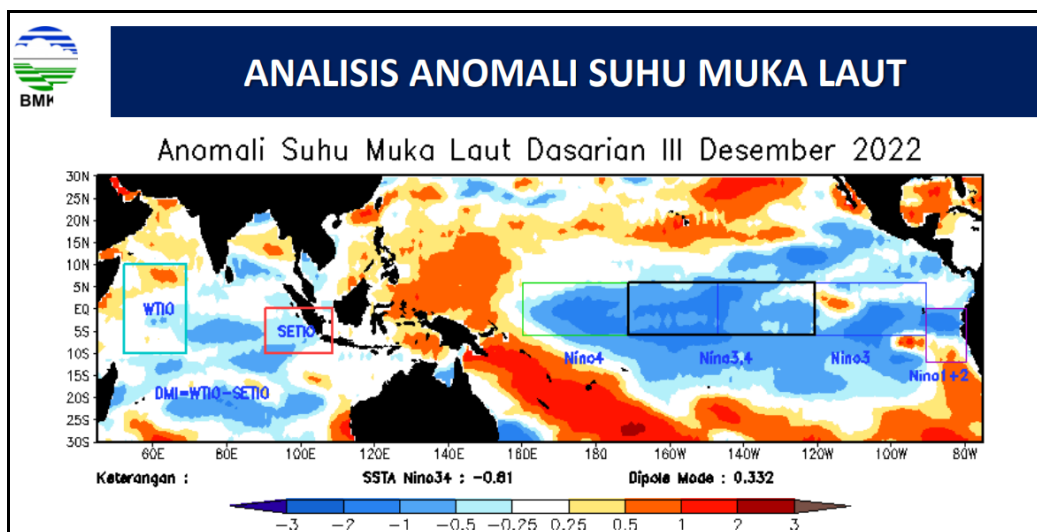 BMK
ANALISIS ANOMALI SUHU MUKA LAUT
Anomali Suhu Muka Laut Dasarian III Desember 2022
30N
25N
20N
15N
10N
5N
EQ
5S
10S
15S
20S
25S
30S
WTIO
SETIO
DMI=WTIO-SETIO
Nino4
Nino3.4
Nino3
Nino1+2
60E 80E 100E 120E 140E 160E 180 160W 140W 120W 100W 80W
Keterangan : SSTA Nino34 : -0.81 Dipole Mode : 0.332
-3 -2 -1 -0.5 -0.25 0.25 0.5 1 2 3